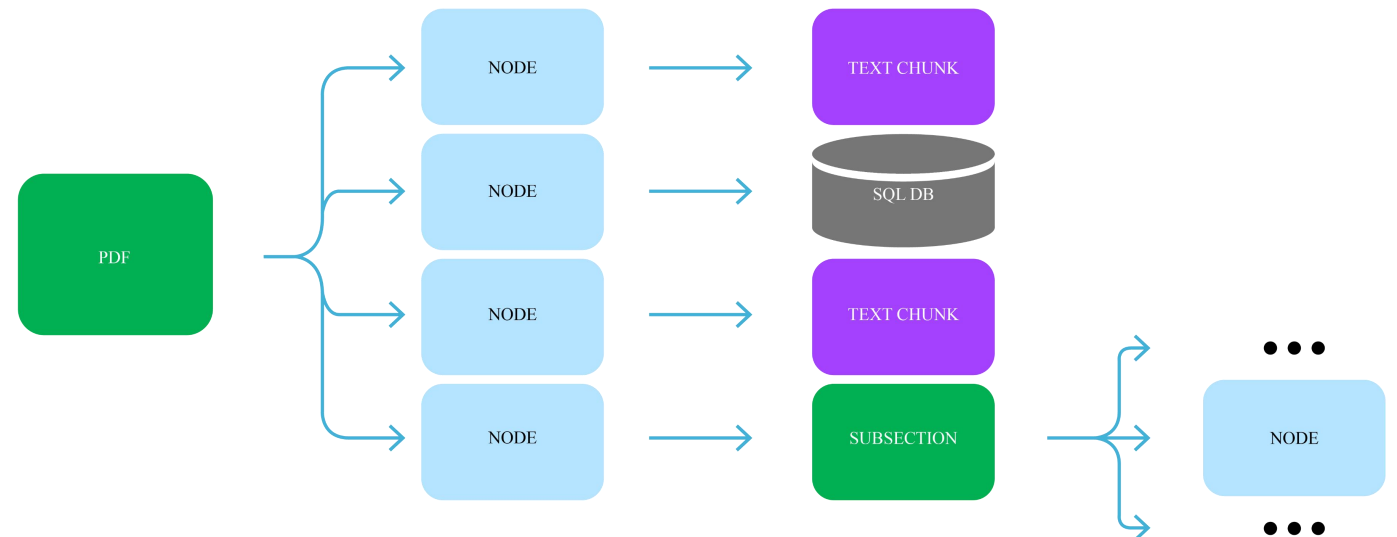 PDF
NODE
TEXT CHUNK
NODE
SQL DB
NODE
TEXT CHUNK
NODE
SUBSECTION
NODE